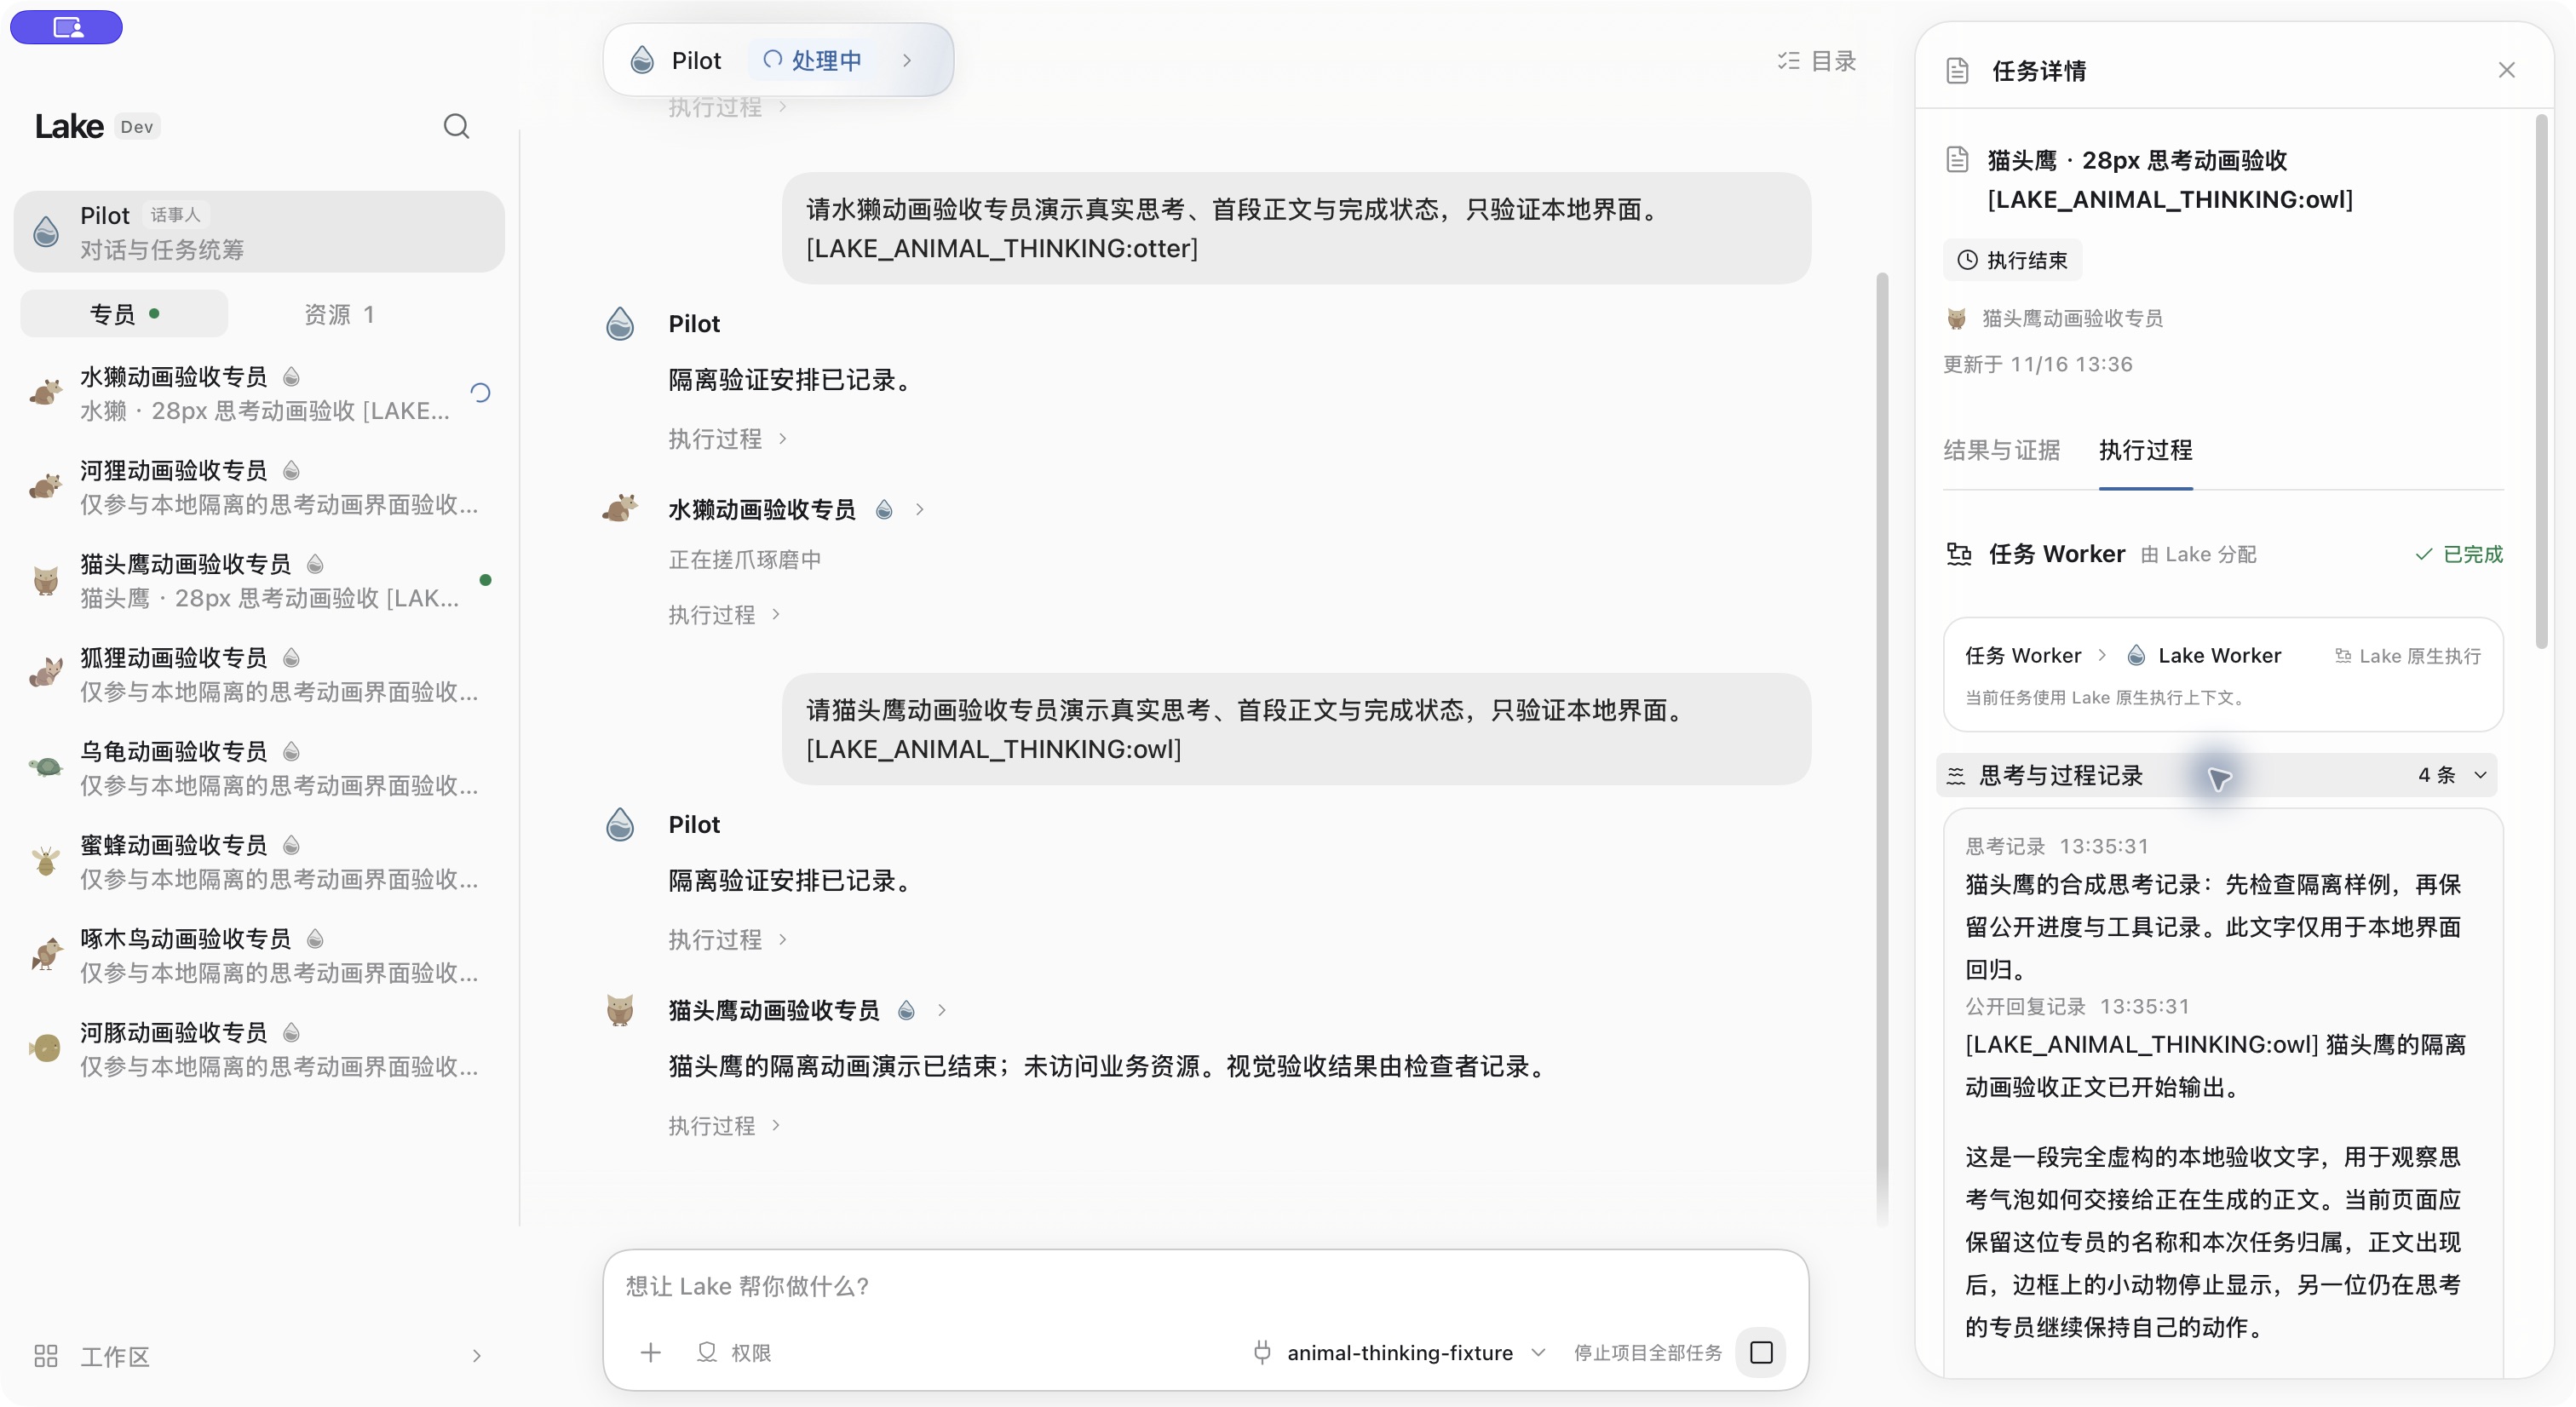 Lake Dev
Pilot 话事人
对话与任务统筹
专员
资源 1
水獭动画验收专员
水獭 · 28px 思考动画验收 [LAKE...
河狸动画验收专员
仅参与本地隔离的思考动画界面验收...
猫头鹰动画验收专员
猫头鹰 · 28px 思考动画验收 [LAK...
狐狸动画验收专员
仅参与本地隔离的思考动画界面验收...
乌龟动画验收专员
仅参与本地隔离的思考动画界面验收...
蜜蜂动画验收专员
仅参与本地隔离的思考动画界面验收...
啄木鸟动画验收专员
仅参与本地隔离的思考动画界面验收...
河豚动画验收专员
仅参与本地隔离的思考动画界面验收...
工作区
Pilot 处理中
目录
执行过程
请水獭动画验收专员演示真实思考、首段正文与完成状态，只验证本地界面。
[LAKE_ANIMAL_THINKING:otter]
Pilot
隔离验证安排已记录。
执行过程
水獭动画验收专员
正在搓爪琢磨中
执行过程
请猫头鹰动画验收专员演示真实思考、首段正文与完成状态，只验证本地界面。
[LAKE_ANIMAL_THINKING:owl]
Pilot
隔离验证安排已记录。
执行过程
猫头鹰动画验收专员
猫头鹰的隔离动画演示已结束；未访问业务资源。视觉验收结果由检查者记录。
执行过程
想让 Lake 帮你做什么？
权限
animal-thinking-fixture
停止项目全部任务
任务详情
猫头鹰 · 28px 思考动画验收
[LAKE_ANIMAL_THINKING:owl]
执行结束
猫头鹰动画验收专员
更新于 11/16 13:36
结果与证据
执行过程
任务 Worker 由 Lake 分配 已完成
任务 Worker Lake Worker Lake 原生执行
当前任务使用 Lake 原生执行上下文。
思考与过程记录 4 条
思考记录 13:35:31
猫头鹰的合成思考记录：先检查隔离样例，再保
留公开进度与工具记录。此文字仅用于本地界面
回归。
公开回复记录 13:35:31
[LAKE_ANIMAL_THINKING:owl] 猫头鹰的隔离
动画验收正文已开始输出。
这是一段完全虚构的本地验收文字，用于观察思
考气泡如何交接给正在生成的正文。当前页面应
保留这位专员的名称和本次任务归属，正文出现
后，边框上的小动物停止显示，另一位仍在思考
的专员继续保持自己的动作。